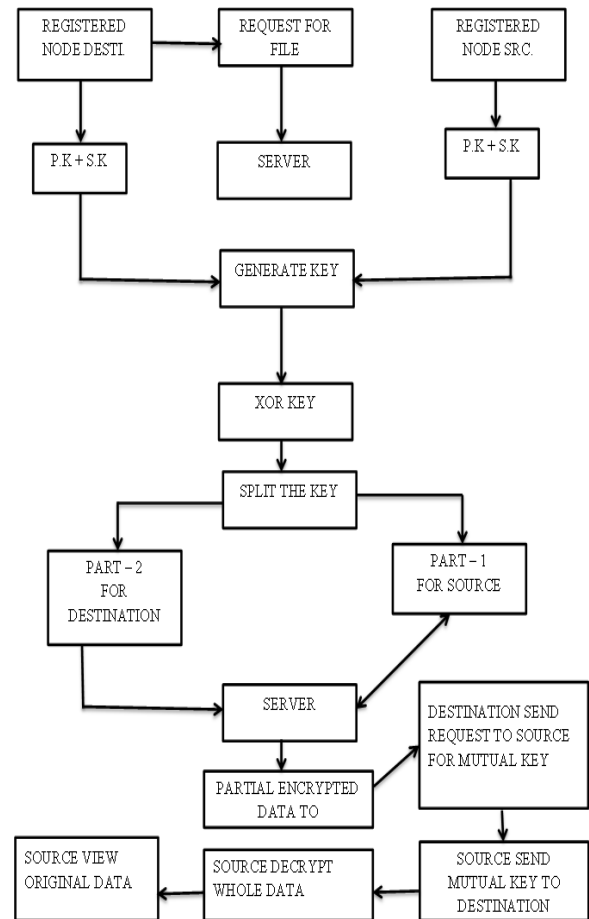 REGISTERED
NODE DESTI.
REQUEST FOR
FILE
REGISTERED
NODE SRC.
P.K + S.K
SERVER
P.K + S.K
GENERATE KEY
XOR KEY
SPLIT THE KEY
PART – 2
FOR
DESTINATION
PART – 1
FOR SOURCE
SERVER
DESTINATION SEND
REQUEST TO SOURCE
FOR MUTUAL KEY
PARTIAL ENCRYPTED
DATA TO
SOURCE SEND
MUTUAL KEY TO
DESTINATION
SOURCE DECRYPT
WHOLE DATA
SOURCE VIEW
ORIGINAL DATA